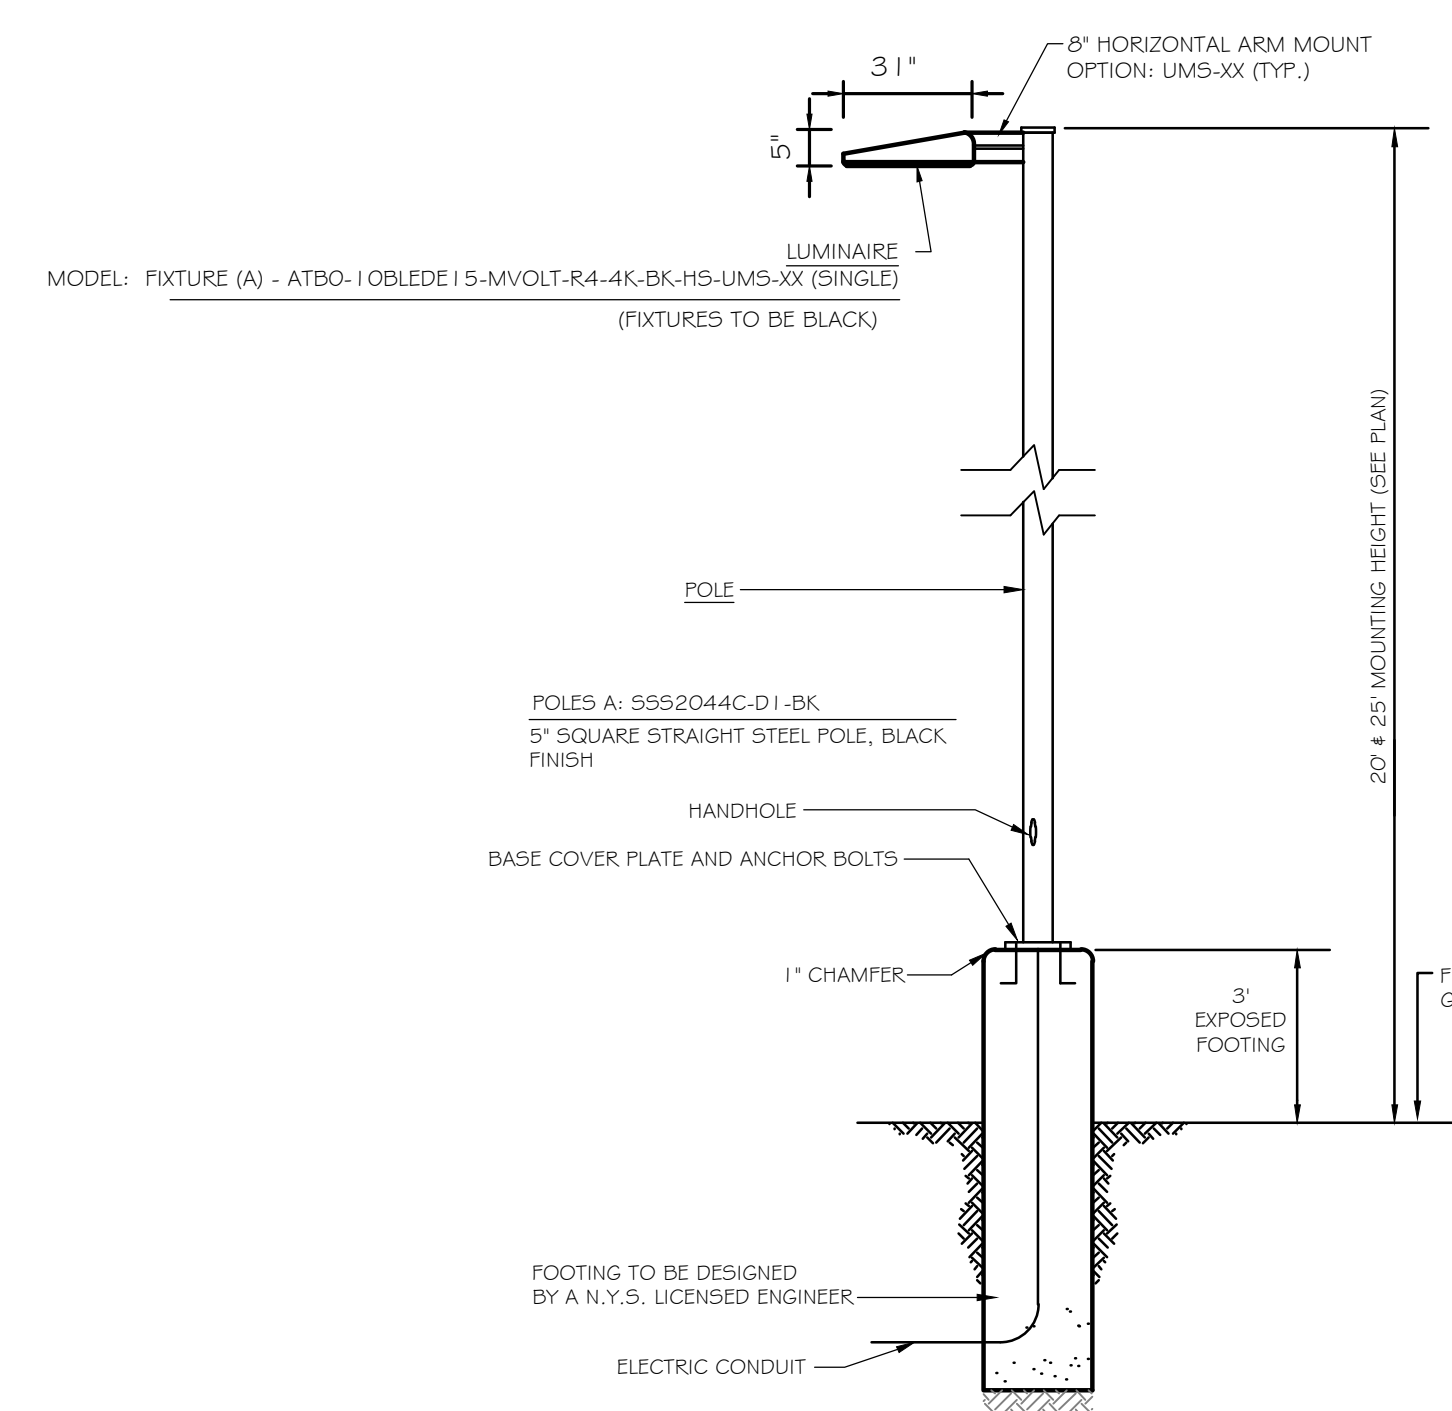 8" HORIZONTAL ARM MOUNT
OPTION: UMS-XX (TYP.)
31"
5"
LUMINAIRE
MODEL: FIXTURE (A) - ATB0-10BLEDE15-MVOLT-R4-4K-BK-HS-UMS-XX (SINGLE)
(FIXTURES TO BE BLACK)
20' & 25' MOUNTING HEIGHT (SEE PLAN)
POLE
POLES A: SSS2044C-D1-BK
5" SQUARE STRAIGHT STEEL POLE, BLACK
FINISH
HANDHOLE
BASE COVER PLATE AND ANCHOR BOLTS
1" CHAMFER
3'
EXPOSED
FOOTING
F
G
FOOTING TO BE DESIGNED
BY A N.Y.S. LICENSED ENGINEER
ELECTRIC CONDUIT